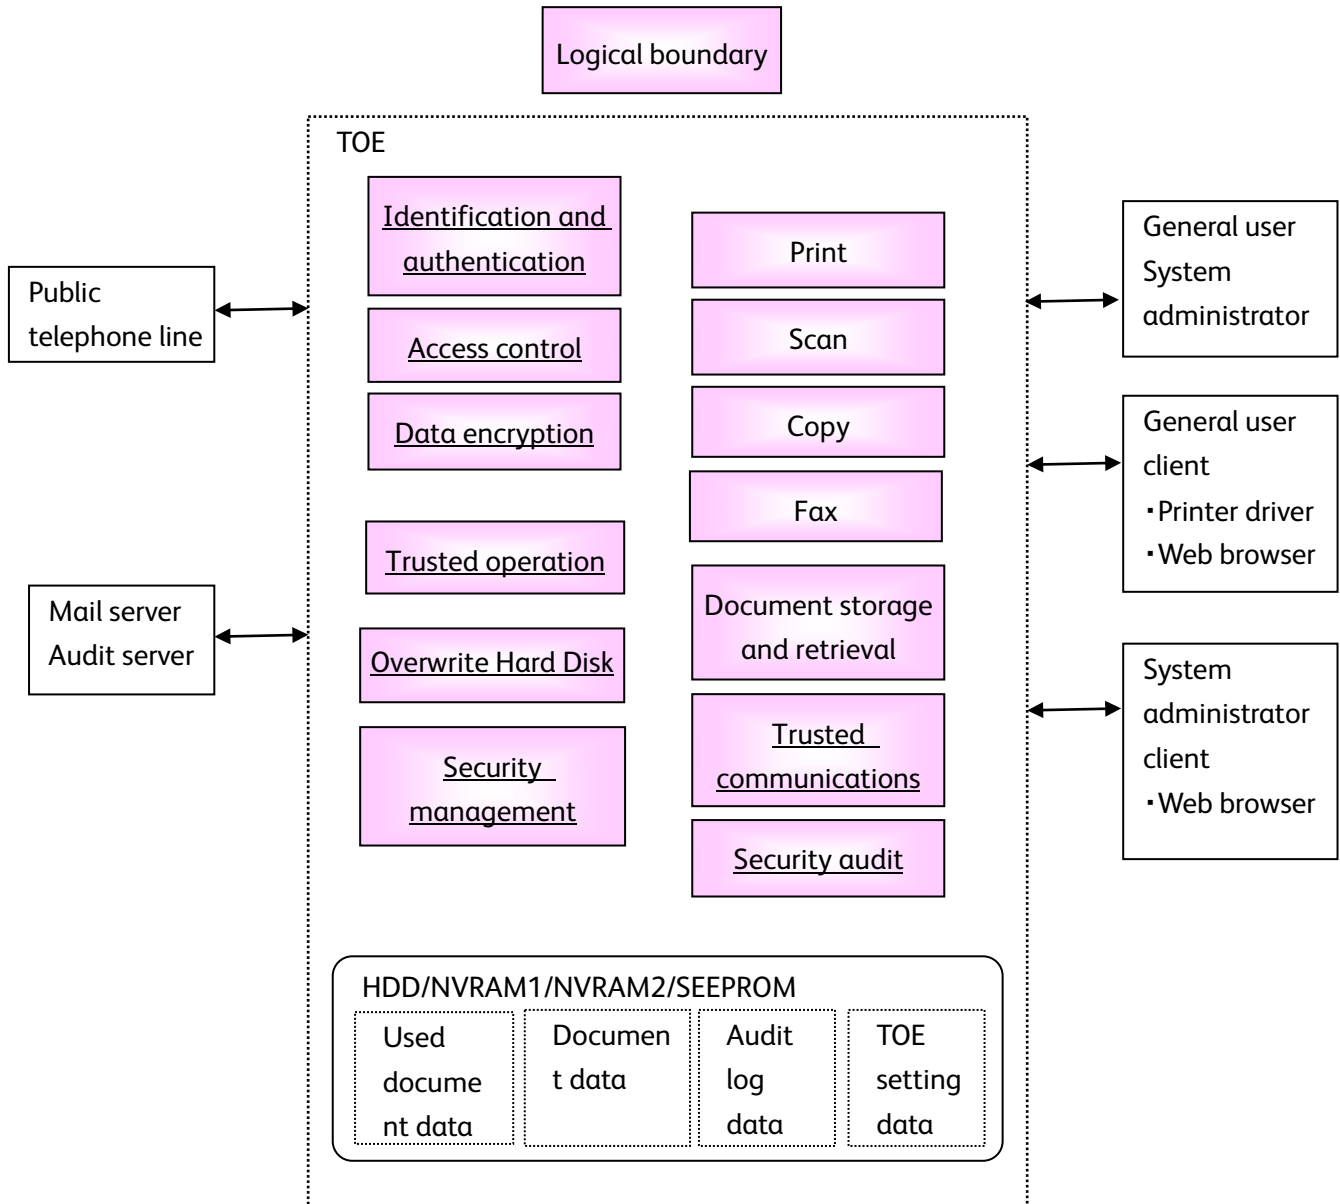 Logical boundary
TOE
Identification and
authentication
Access control
Data encryption
Trusted operation
Overwrite Hard Disk
Security
management
Print
Scan
Copy
Fax
Document storage
and retrieval
Trusted
communications
Security audit
Public
telephone line
Mail server
Audit server
General user
System
administrator
General user
client
・Printer driver
・Web browser
System
administrator
client
・Web browser
HDD/NVRAM1/NVRAM2/SEEPROM
Used
docume
nt data
Documen
t data
Audit
log
data
TOE
setting
data